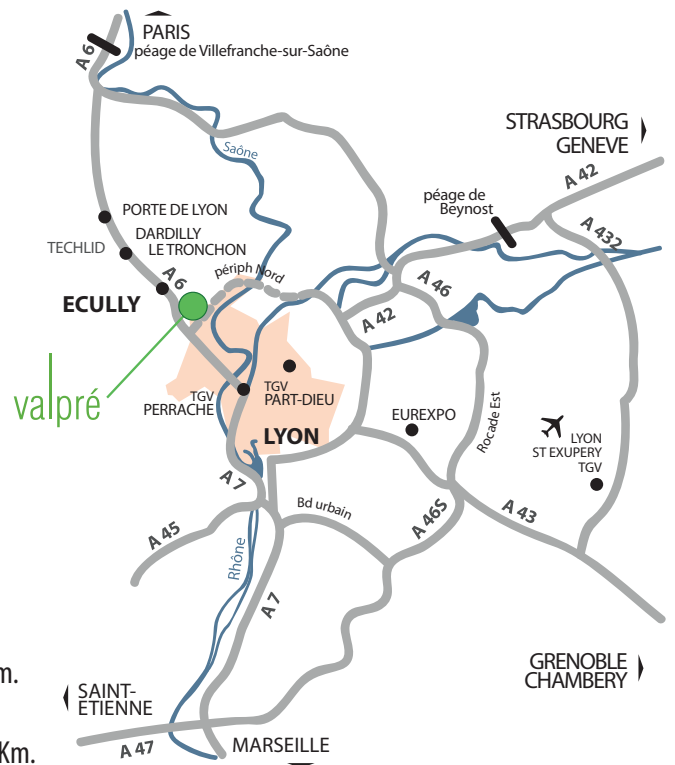 PARIS
A 6
péage de Villefranche-sur-Saône
STRASBOURG
GENEVE
Saône
A 42
péage de
Beynost
PORTE DE LYON
DARDILLY
LE TRONCHON
TECHLID
A 432
périph Nord
A 6
A 46
ECULLY
A 42
valpré
TGV
PERRACHE
TGV
PART-DIEU
LYON
EUREXPO
Rocade Est
LYON
ST EXUPERY
TGV
A 7
Bd urbain
A 46S
A 43
A 45
Rhône
A 7
GRENOBLE
CHAMBERY
m.
SAINT-
ETIENNE
A 47
MARSEILLE
Km.